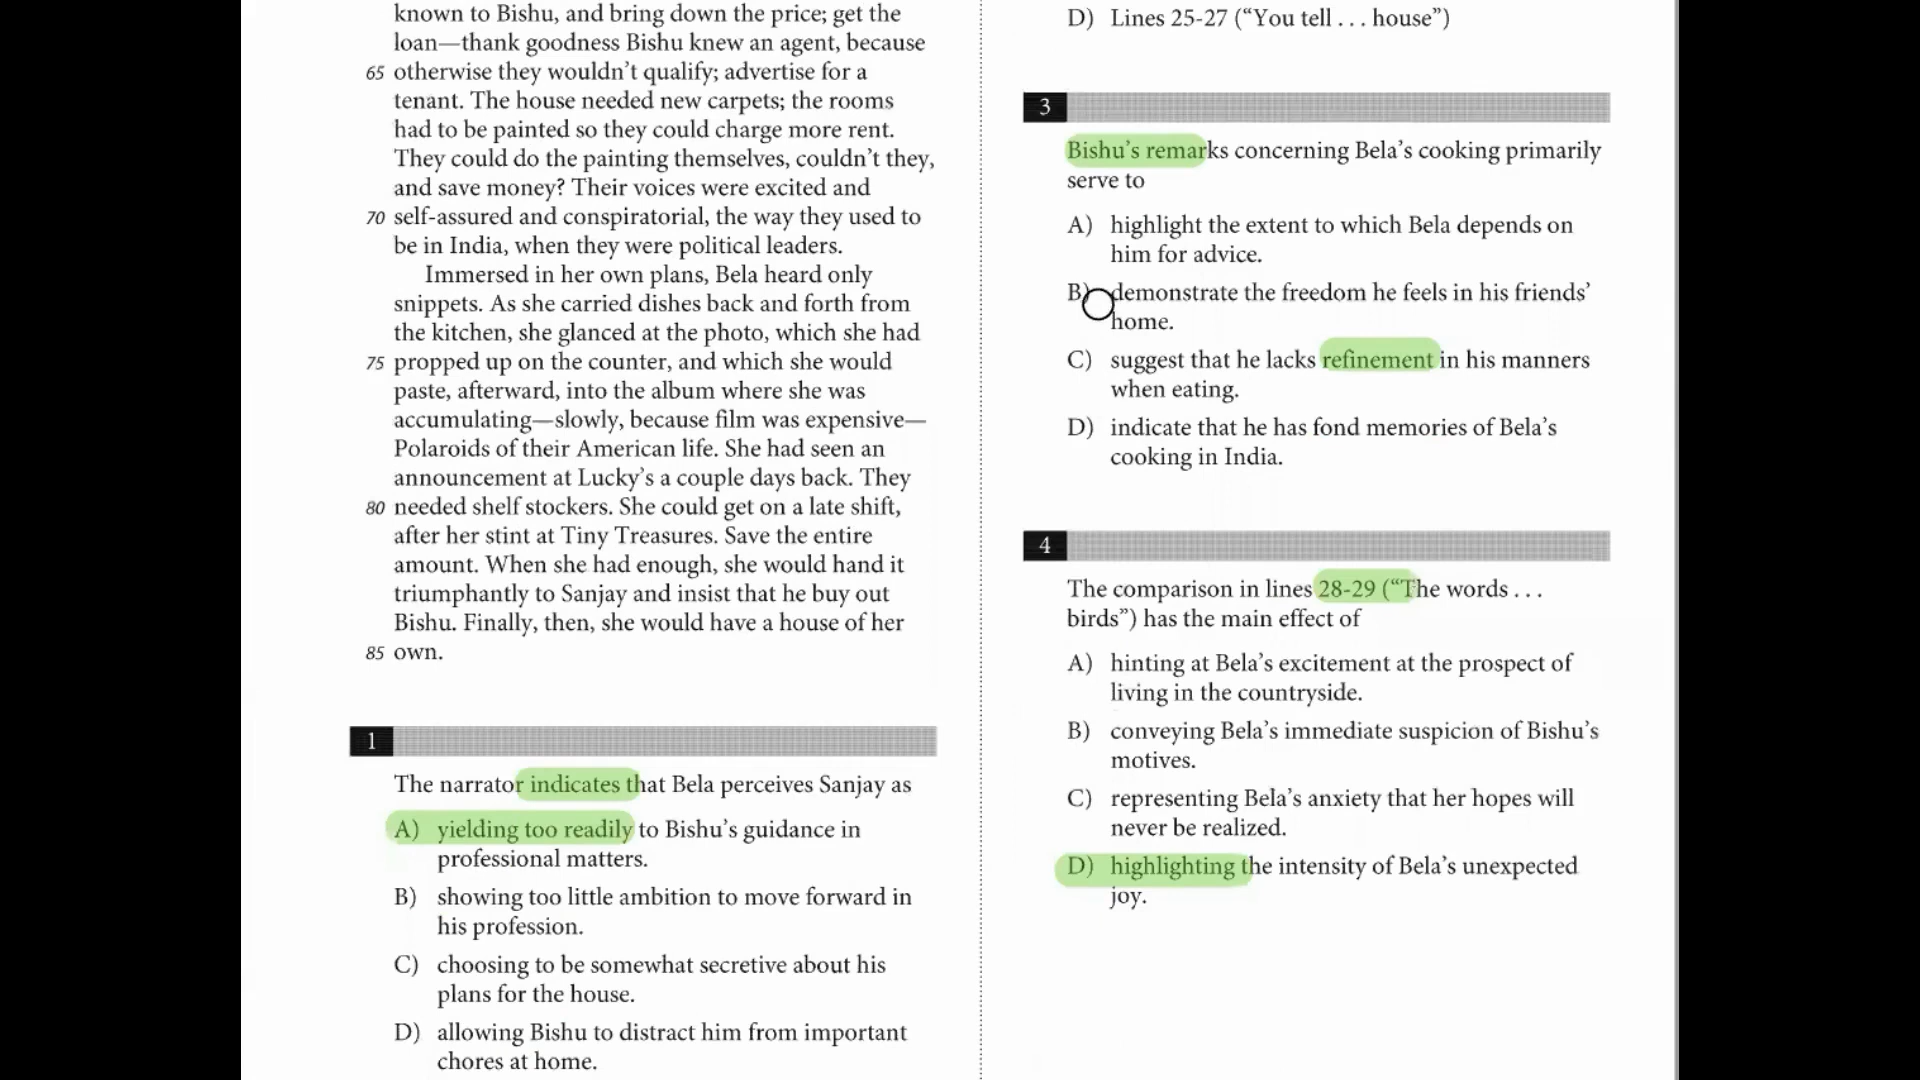 known to Bishu, and bring down the price; get the
loan—thank goodness Bishu knew an agent, because
65 otherwise they wouldn’t qualify; advertise for a
tenant. The house needed new carpets; the rooms
had to be painted so they could charge more rent.
They could do the painting themselves, couldn’t they,
and save money? Their voices were excited and
70 self-assured and conspiratorial, the way they used to
be in India, when they were political leaders.
Immersed in her own plans, Bela heard only
snippets. As she carried dishes back and forth from
the kitchen, she glanced at the photo, which she had
75 propped up on the counter, and which she would
paste, afterward, into the album where she was
accumulating—slowly, because film was expensive—
Polaroids of their American life. She had seen an
announcement at Lucky’s a couple days back. They
80 needed shelf stockers. She could get on a late shift,
after her stint at Tiny Treasures. Save the entire
amount. When she had enough, she would hand it
triumphantly to Sanjay and insist that he buy out
Bishu. Finally, then, she would have a house of her
85 own.
1
The narrator indicates that Bela perceives Sanjay as
A) yielding too readily to Bishu’s guidance in
professional matters.
B) showing too little ambition to move forward in
his profession.
C) choosing to be somewhat secretive about his
plans for the house.
D) allowing Bishu to distract him from important
chores at home.
D) Lines 25-27 (“You tell . . . house”)
3
Bishu’s remarks concerning Bela’s cooking primarily
serve to
A) highlight the extent to which Bela depends on
him for advice.
B) demonstrate the freedom he feels in his friends’
home.
C) suggest that he lacks refinement in his manners
when eating.
D) indicate that he has fond memories of Bela’s
cooking in India.
4
The comparison in lines 28-29 (“The words . . .
birds”) has the main effect of
A) hinting at Bela’s excitement at the prospect of
living in the countryside.
B) conveying Bela’s immediate suspicion of Bishu’s
motives.
C) representing Bela’s anxiety that her hopes will
never be realized.
D) highlighting the intensity of Bela’s unexpected
joy.